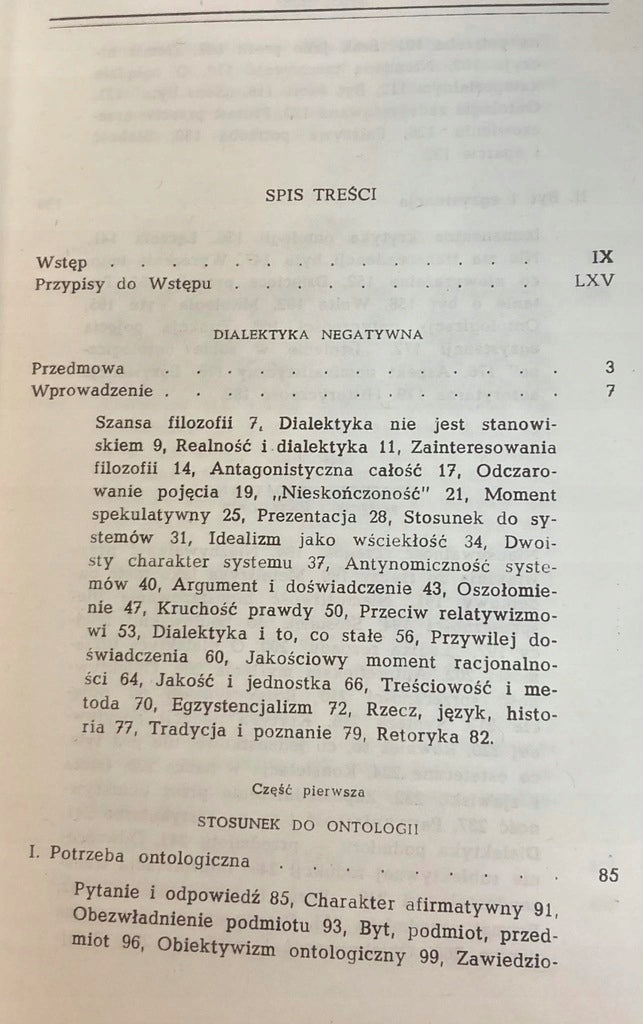 SPIS TREŚCI
Wstęp . . . . . . . . . . . . . IX
Przypisy do Wstępu . . . . . . . . . . LXV
DIALEKTYKA NEGATYWNA
Przedmowa . . . . . . . . . . . . 3
Wprowadzenie . . . . . . . . . . . . 7
Szansa filozofii 7, Dialektyka nie jest stanowi-
skiem 9, Realność i dialektyka 11, Zainteresowania
filozofii 14, Antagonistyczna całość 17, Odczaro-
wanie pojęcia 19, „Nieskończoność" 21, Moment
spekulatywny 25, Prezentacja 28, Stosunek do sy-
stemów 31, Idealizm jako wściekłość 34, Dwoi-
sty charakter systemu 37, Antynomiczność syste-
mów 40, Argument i doświadczenie 43, Oszołomie-
nie 47, Kruchość prawdy 50, Przeciw relatywizmo-
wi 53, Dialektyka i to, co stałe 56, Przywilej do-
świadczenia 60, Jakościowy moment racjonalno-
ści 64, Jakość i jednostka 66, Treściowość i me-
toda 70, Egzystencjalizm 72, Rzecz, język, histo-
ria 77, Tradycja i poznanie 79, Retoryka 82.
Część pierwsza
STOSUNEK DO ONTOLOGII
I. Potrzeba ontologiczna . . . . . . . . . 85
Pytanie i odpowiedź 85, Charakter afirmatywny 91,
Obezwładnienie podmiotu 93, Byt, podmiot, przed-
miot 96, Obiektywizm ontologiczny 99, Zawiedzio-